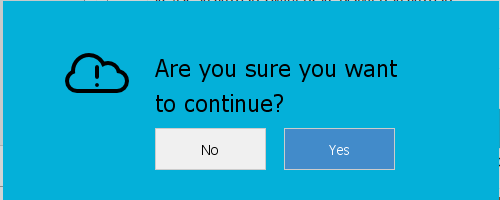 Are you sure you want
to continue?
No
Yes